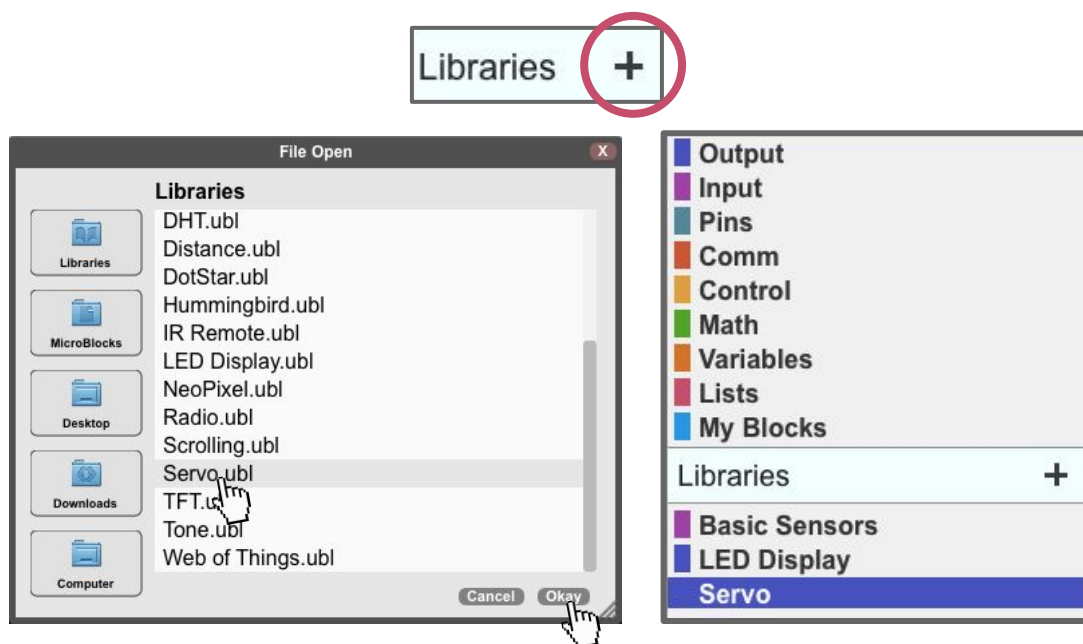 Libraries +
File Open X
Libraries
DHT.ubl
Distance.ubl
DotStar.ubl
Hummingbird.ubl
IR Remote.ubl
LED Display.ubl
NeoPixel.ubl
Radio.ubl
Scrolling.ubl
Servo.ubl
Tone.ubl
Web of Things.ubl
Libraries
MicroBlocks
Desktop
Downloads
Computer
Cancel Okay
Output
Input
Pins
Comm
Control
Math
Variables
Lists
My Blocks
Libraries +
Basic Sensors
LED Display
Servo